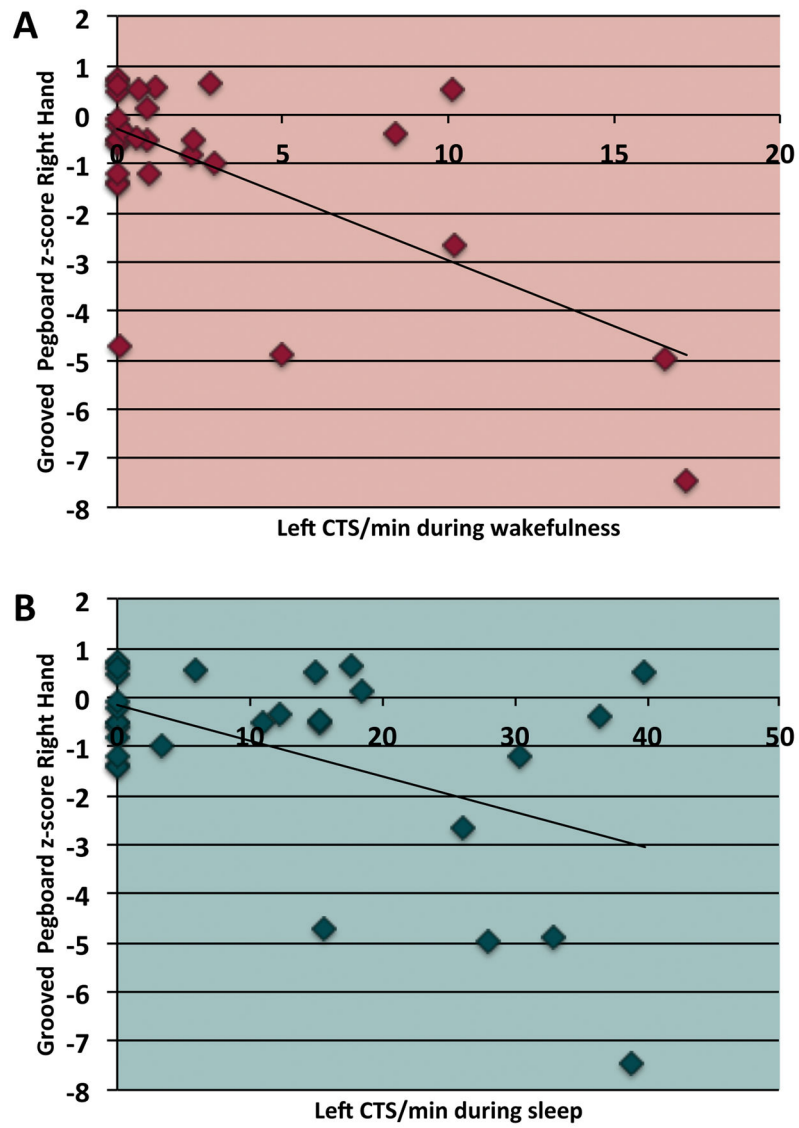 A
2
1
0
-1
-2
-3
-4
-5
-6
-7
-8
0 5 10 15 20
Grooved Pegboard z-score Right Hand
Left CTS/min during wakefulness
B
2
1
0
-1
-2
-3
-4
-5
-6
-7
-8
0 10 20 30 40 50
Grooved Pegboard z-score Right Hand
Left CTS/min during sleep